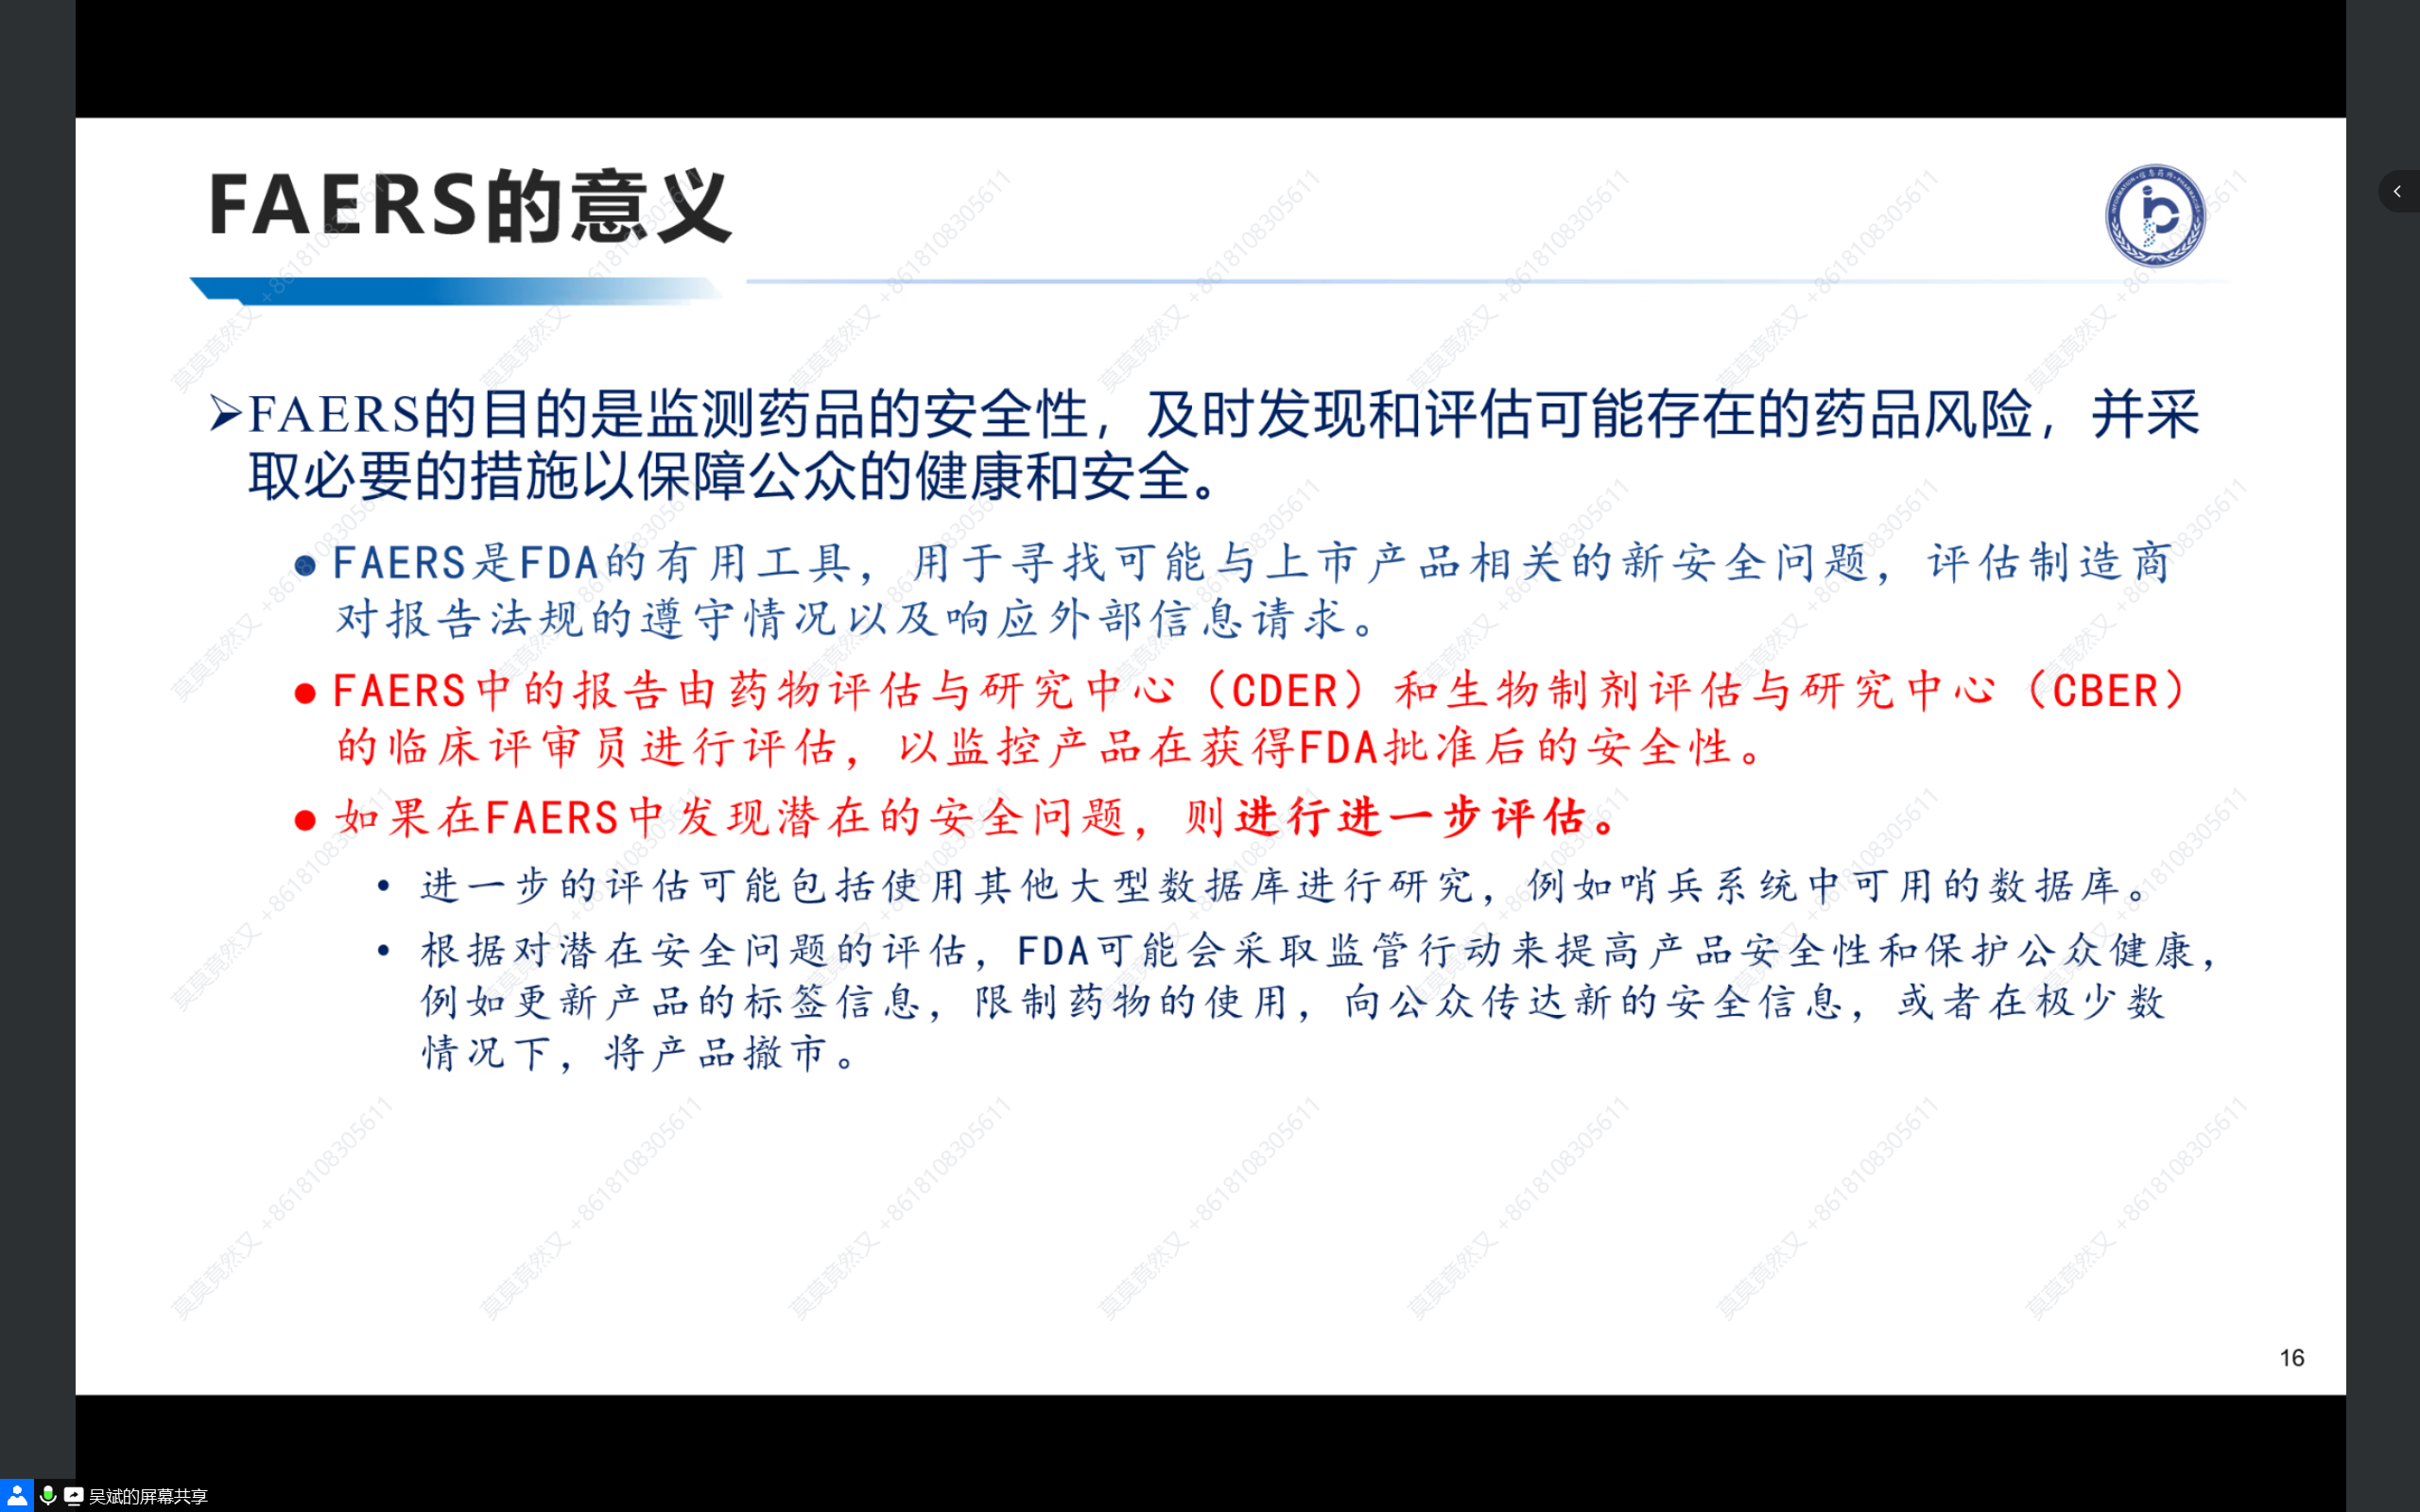 FAERS的意义
➢FAERS的目的是监测药品的安全性，及时发现和评估可能存在的药品风险，并采
取必要的措施以保障公众的健康和安全。
● FAERS是FDA的有用工具，用于寻找可能与上市产品相关的新安全问题，评估制造商
对报告法规的遵守情况以及响应外部信息请求。
● FAERS中的报告由药物评估与研究中心（CDER）和生物制剂评估与研究中心（CBER）
的临床评审员进行评估，以监控产品在获得FDA批准后的安全性。
● 如果在FAERS中发现潜在的安全问题，则进行进一步评估。
• 进一步的评估可能包括使用其他大型数据库进行研究，例如哨兵系统中可用的数据库。
• 根据对潜在安全问题的评估，FDA可能会采取监管行动来提高产品安全性和保护公众健康，
例如更新产品的标签信息，限制药物的使用，向公众传达新的安全信息，或者在极少数
情况下，将产品撤市。
16
吴斌的屏幕共享
莫莫竟然又 +8618108305611